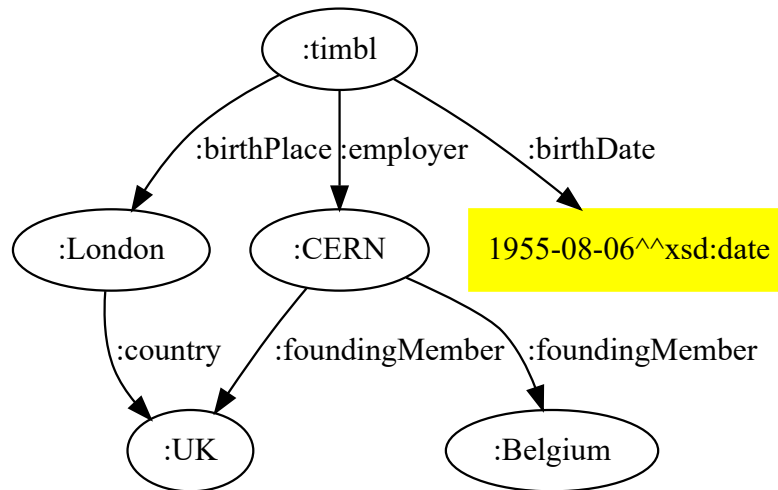 :timbl
:birthPlace
:employer
:birthDate
:London
:CERN
1955-08-06^^xsd:date
:country
:foundingMember
:foundingMember
:UK
:Belgium